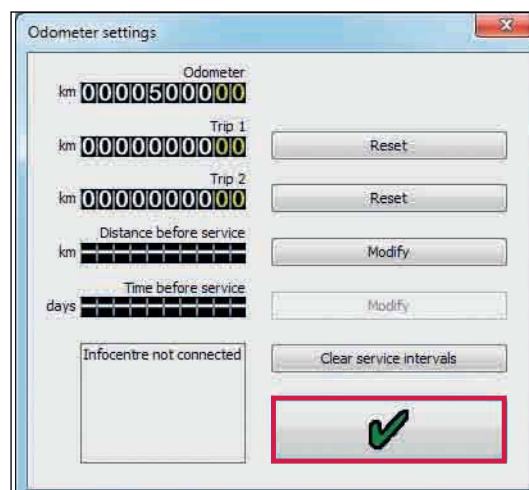 Odometer settings
Odometer
km 0000500000
Trip 1
km 0000000000 Reset
Trip 2
km 0000000000 Reset
Distance before service
km Modify
Time before service
days Modify
Infocentre not connected
Clear service intervals